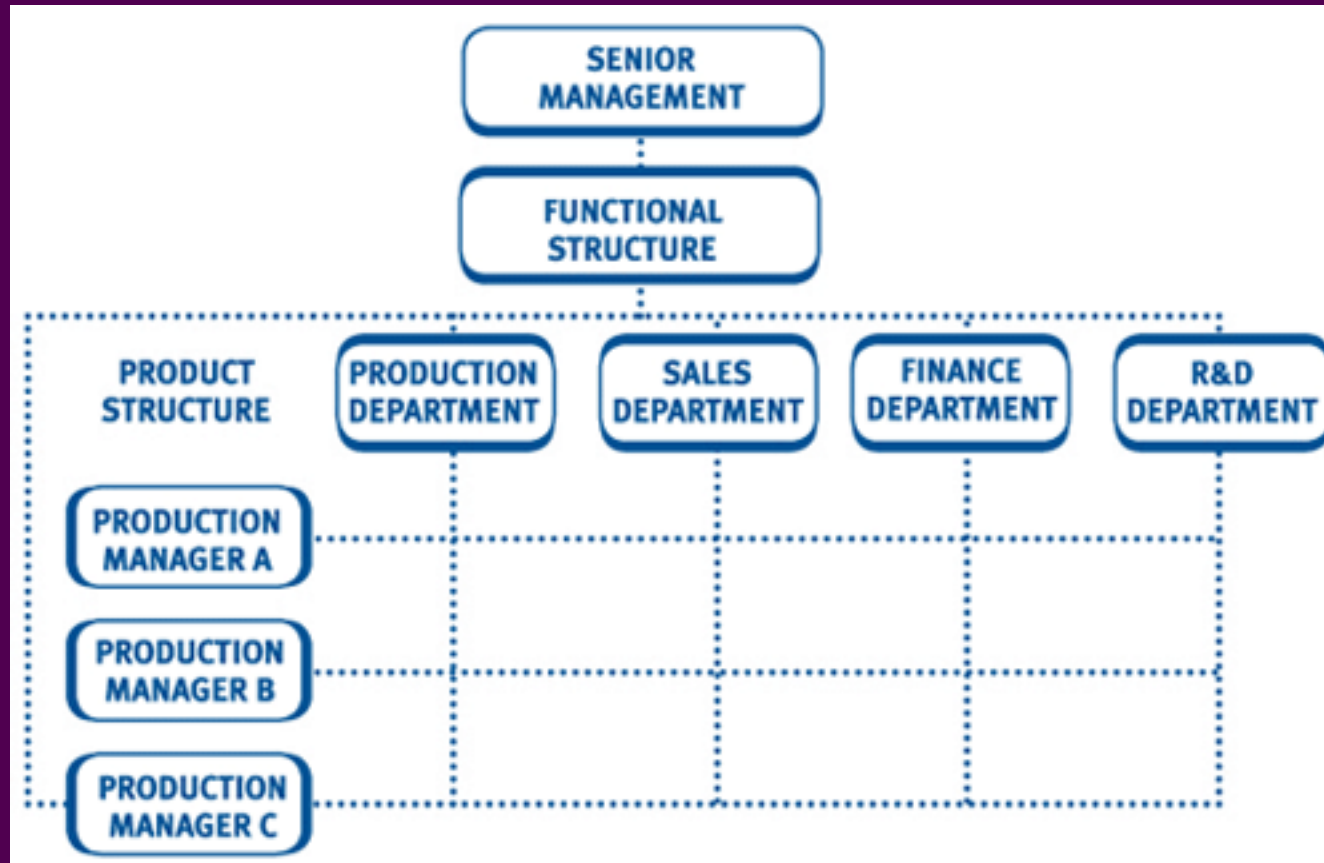 SENIOR
MANAGEMENT
FUNCTIONAL
STRUCTURE
PRODUCT
STRUCTURE
PRODUCTION
DEPARTMENT
SALES
DEPARTMENT
FINANCE
DEPARTMENT
R&D
DEPARTMENT
PRODUCTION
MANAGER A
PRODUCTION
MANAGER B
PRODUCTION
MANAGER C